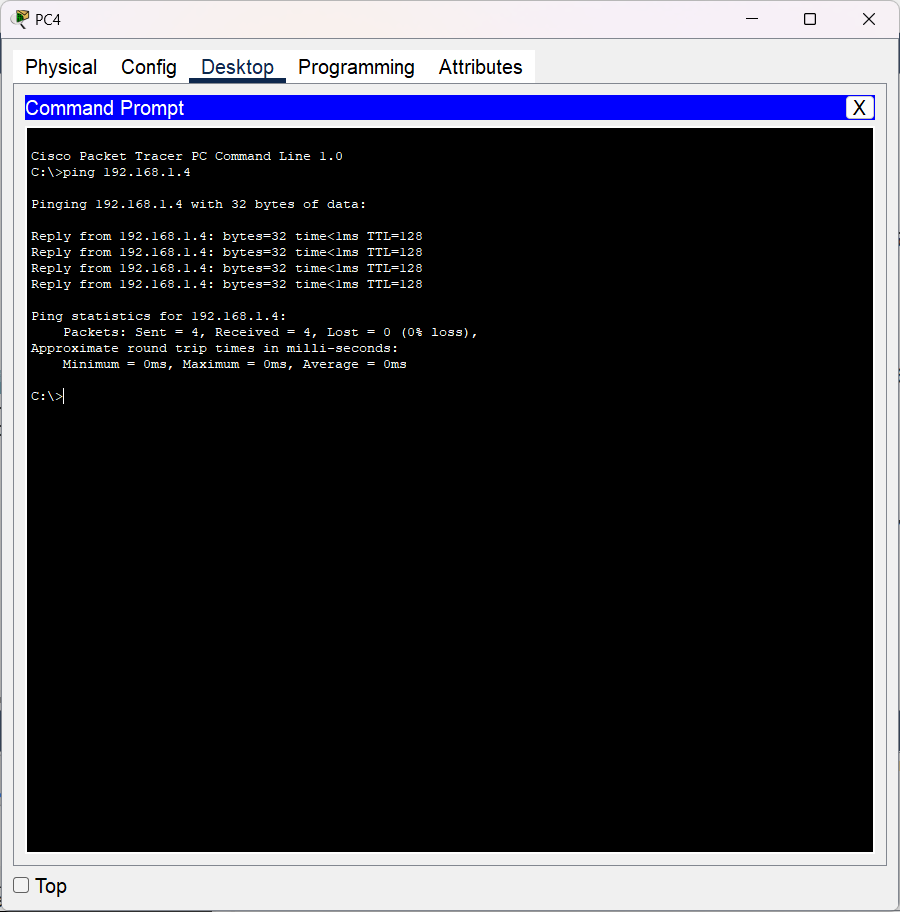 PC4
Physical Config Desktop Programming Attributes
Command Prompt
X
Cisco Packet Tracer PC Command Line 1.0
C:\>ping 192.168.1.4
Pinging 192.168.1.4 with 32 bytes of data:
Reply from 192.168.1.4: bytes=32 time<1ms TTL=128
Reply from 192.168.1.4: bytes=32 time<1ms TTL=128
Reply from 192.168.1.4: bytes=32 time<1ms TTL=128
Reply from 192.168.1.4: bytes=32 time<1ms TTL=128
Ping statistics for 192.168.1.4:
Packets: Sent = 4, Received = 4, Lost = 0 (0% loss),
Approximate round trip times in milli-seconds:
Minimum = 0ms, Maximum = 0ms, Average = 0ms
C:\>
Top